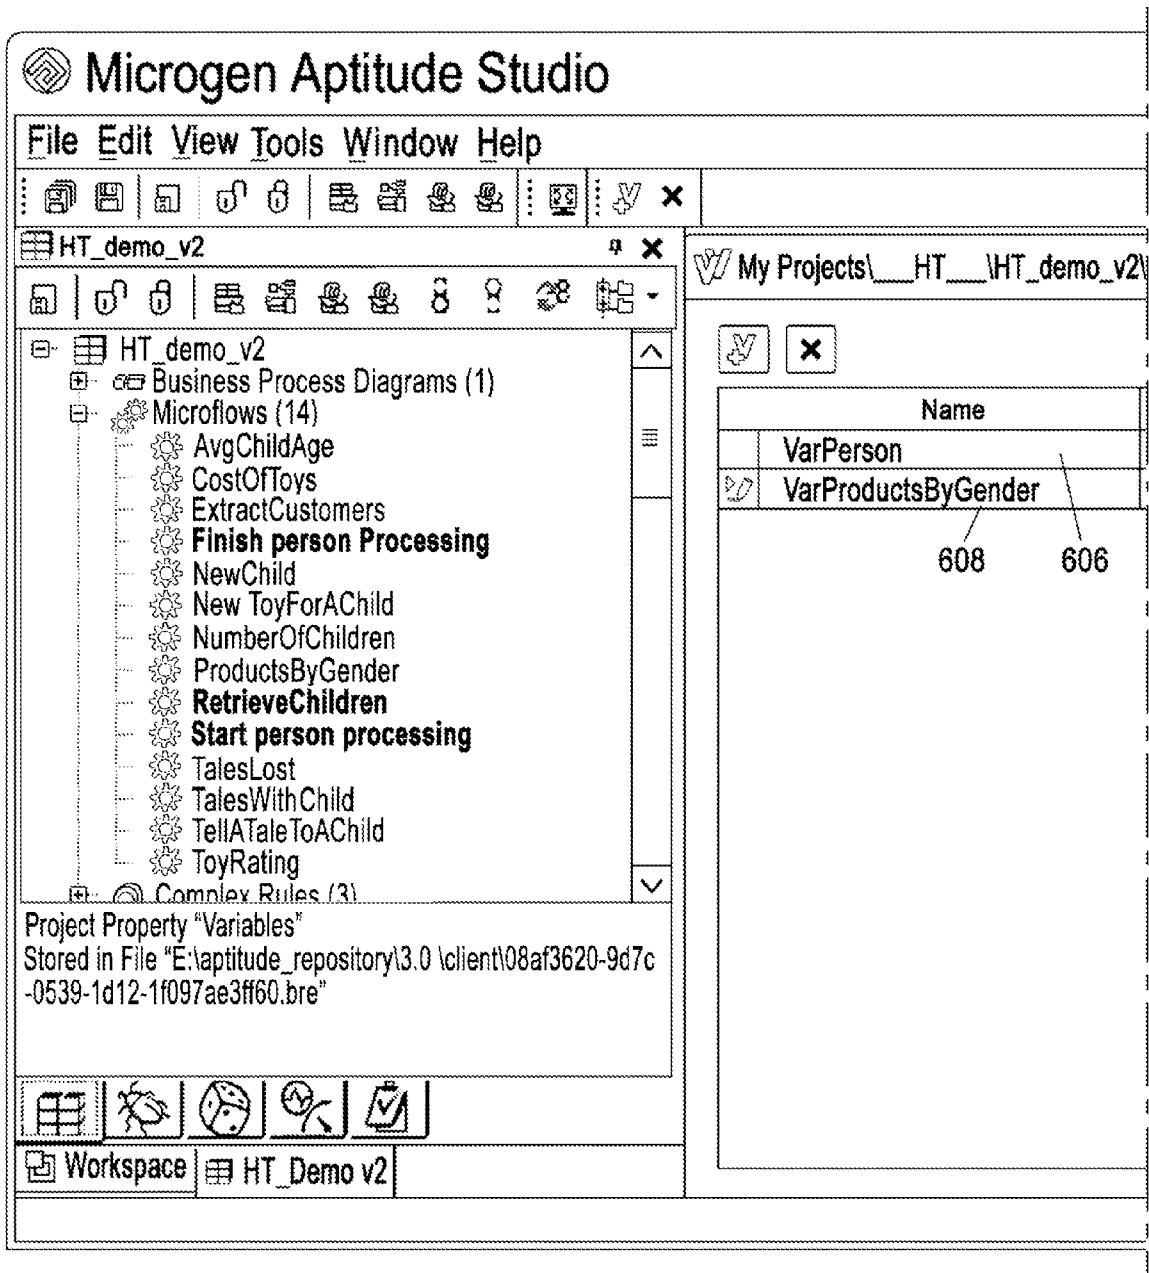 Microgen Aptitude Studio
File Edit View Tools Window Help
HT_demo_v2
My Projects\___HT___\HT_demo_v2\
HT_demo_v2
Business Process Diagrams (1)
Microflows (14)
AvgChildAge
CostOfToys
ExtractCustomers
Finish person Processing
NewChild
New ToyForAChild
NumberOfChildren
ProductsByGender
RetrieveChildren
Start person processing
TalesLost
TalesWithChild
TellATaleToAChild
ToyRating
Complex Rules (3)
Name
VarPerson
VarProductsByGender
608 606
Project Property “Variables”
Stored in File “E:\aptitude_repository\3.0 \client\08af3620-9d7c
-0539-1d12-1f097ae3ff60.bre”
Workspace HT_Demo v2